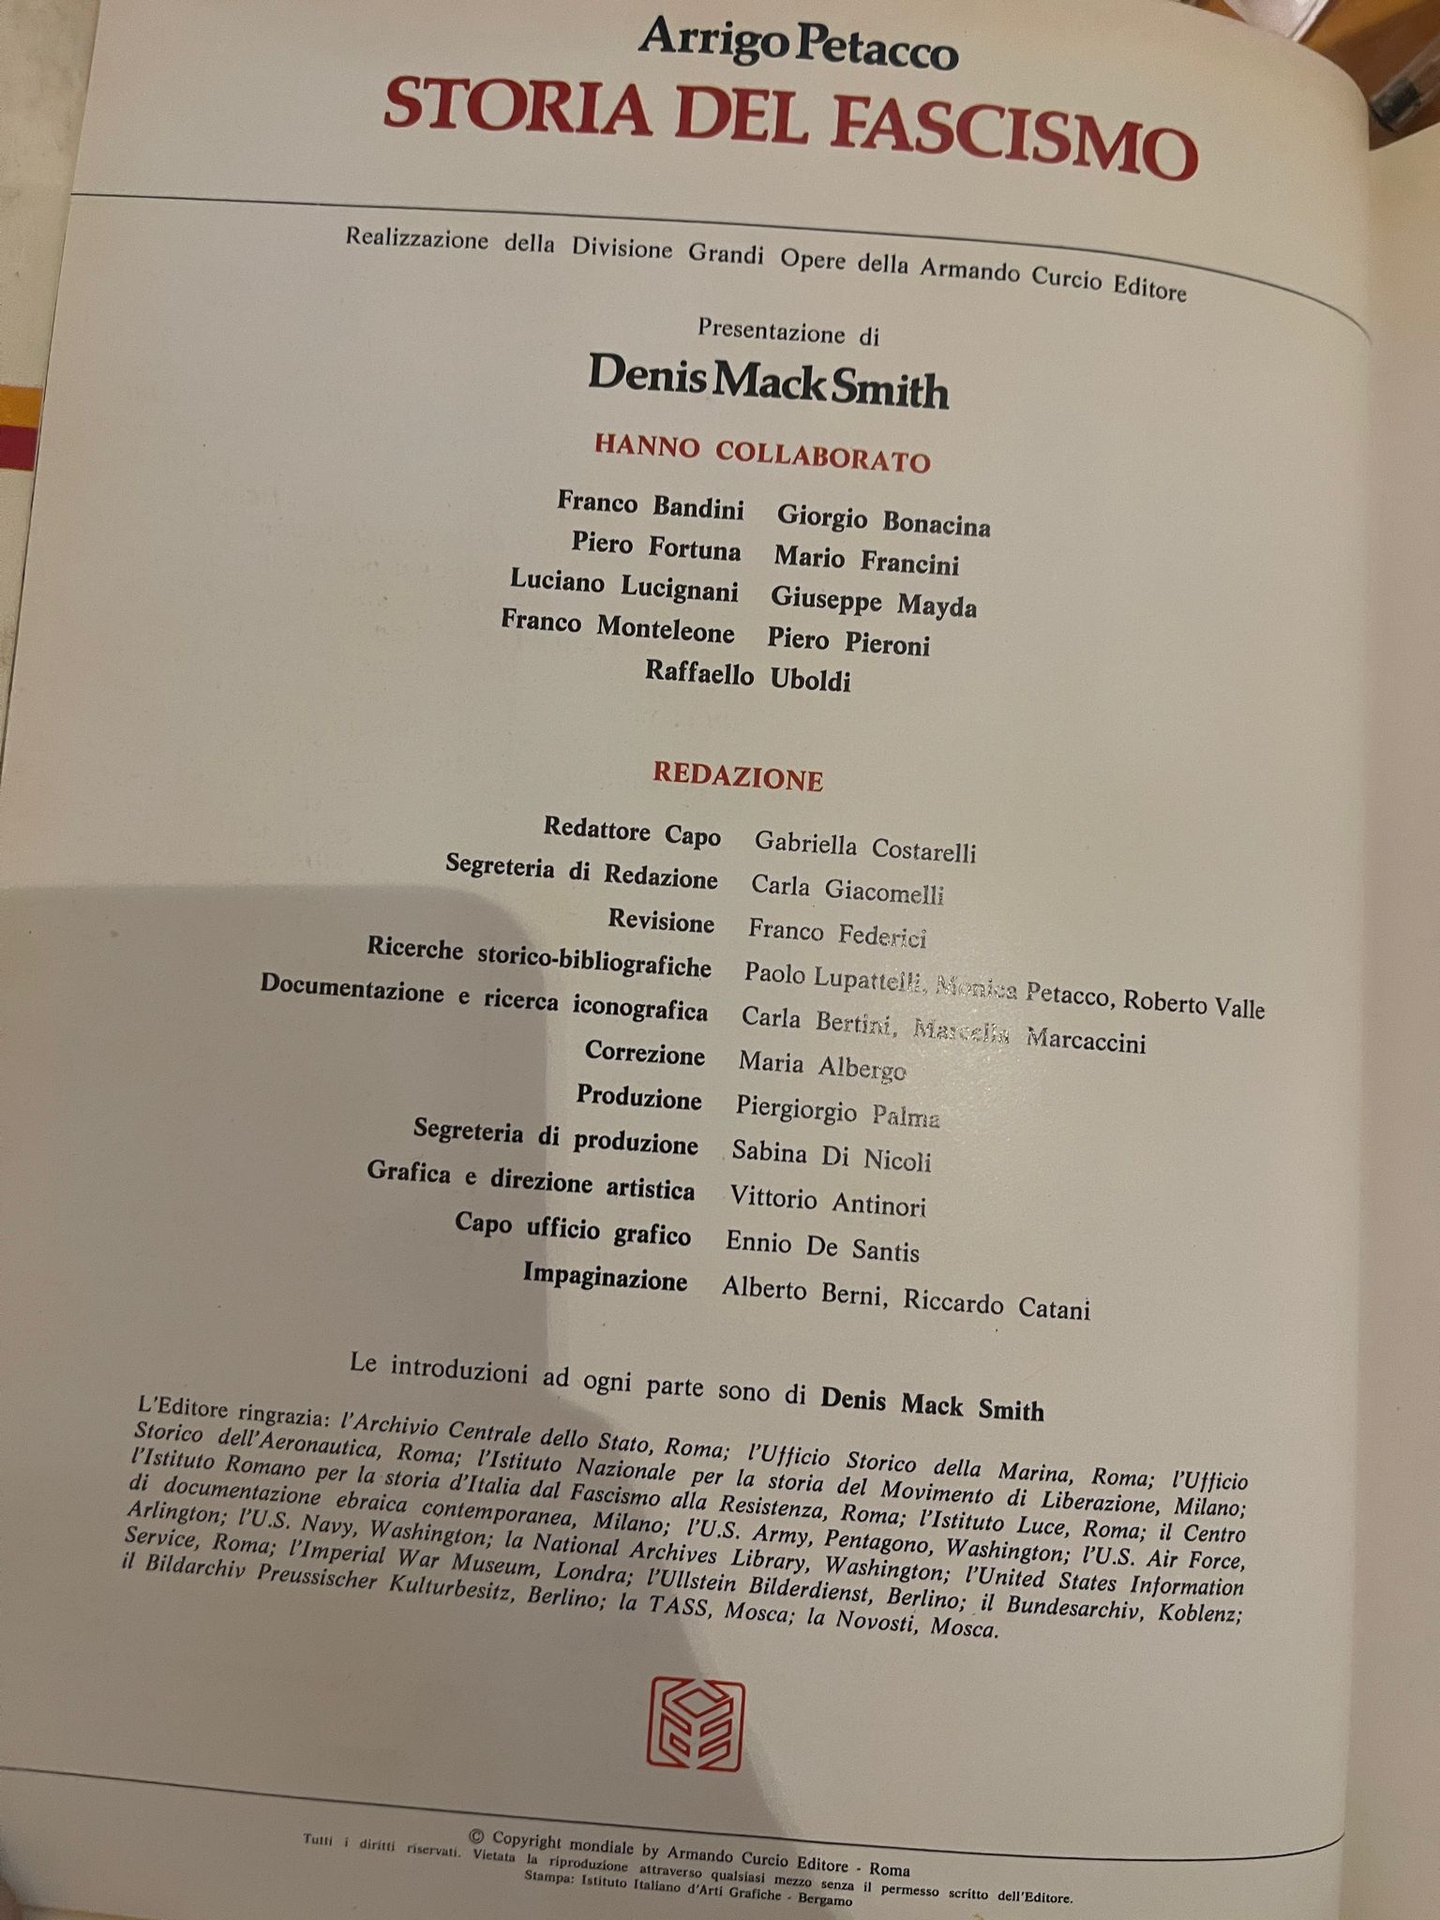 Arrigo Petacco
STORIA DEL FASCISMO
Realizzazione della Divisione Grandi Opere della Armando Curcio Editore
Presentazione di
Denis Mack Smith
HANNO COLLABORATO
Franco Bandini Giorgio Bonacina
Piero Fortuna Mario Francini
Luciano Lucignani Giuseppe Mayda
Franco Monteleone Piero Pieroni
Raffaello Uboldi
REDAZIONE
Redattore Capo Gabriella Costarelli
Segreteria di Redazione Carla Giacomelli
Revisione Franco Federici
Ricerche storico-bibliografiche Paolo Lupattelli, Monica Petacco, Roberto Valle
Documentazione e ricerca iconografica Carla Bertini, Marcella Marcaccini
Correzione Maria Albergo
Produzione Piergiorgio Palma
Segreteria di produzione Sabina Di Nicoli
Grafica e direzione artistica Vittorio Antinori
Capo ufficio grafico Ennio De Santis
Impaginazione Alberto Berni, Riccardo Catani
Le introduzioni ad ogni parte sono di Denis Mack Smith
L'Editore ringrazia: l'Archivio Centrale dello Stato, Roma; l'Ufficio Storico della Marina, Roma; l'Ufficio
Storico dell'Aeronautica, Roma; l'Istituto Nazionale per la storia del Movimento di Liberazione, Milano;
l'Istituto Romano per la storia d'Italia dal Fascismo alla Resistenza, Roma; l'Istituto Luce, Roma; il Centro
di documentazione ebraica contemporanea, Milano; l'U.S. Army, Pentagono, Washington; l'U.S. Air Force,
Arlington; l'U.S. Navy, Washington; la National Archives Library, Washington; l'United States Information
Service, Roma; l'Imperial War Museum, Londra; l'Ullstein Bilderdienst, Berlino; il Bundesarchiv, Koblenz;
il Bildarchiv Preussischer Kulturbesitz, Berlino; la TASS, Mosca; la Novosti, Mosca.
© Copyright mondiale by Armando Curcio Editore - Roma
Tutti i diritti riservati. Vietata la riproduzione attraverso qualsiasi mezzo senza il permesso scritto dell'Editore.
Stampa: Istituto Italiano d'Arti Grafiche - Bergamo